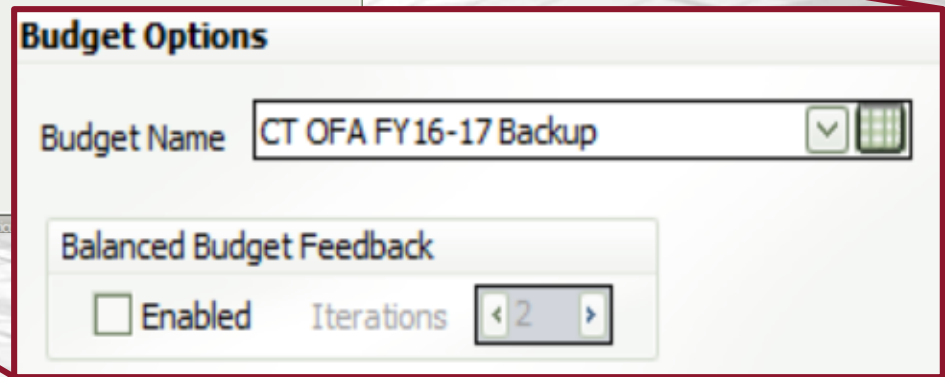 Budget Options
Budget Name CT OFA FY16-17 Backup
Balanced Budget Feedback
Enabled Iterations 2